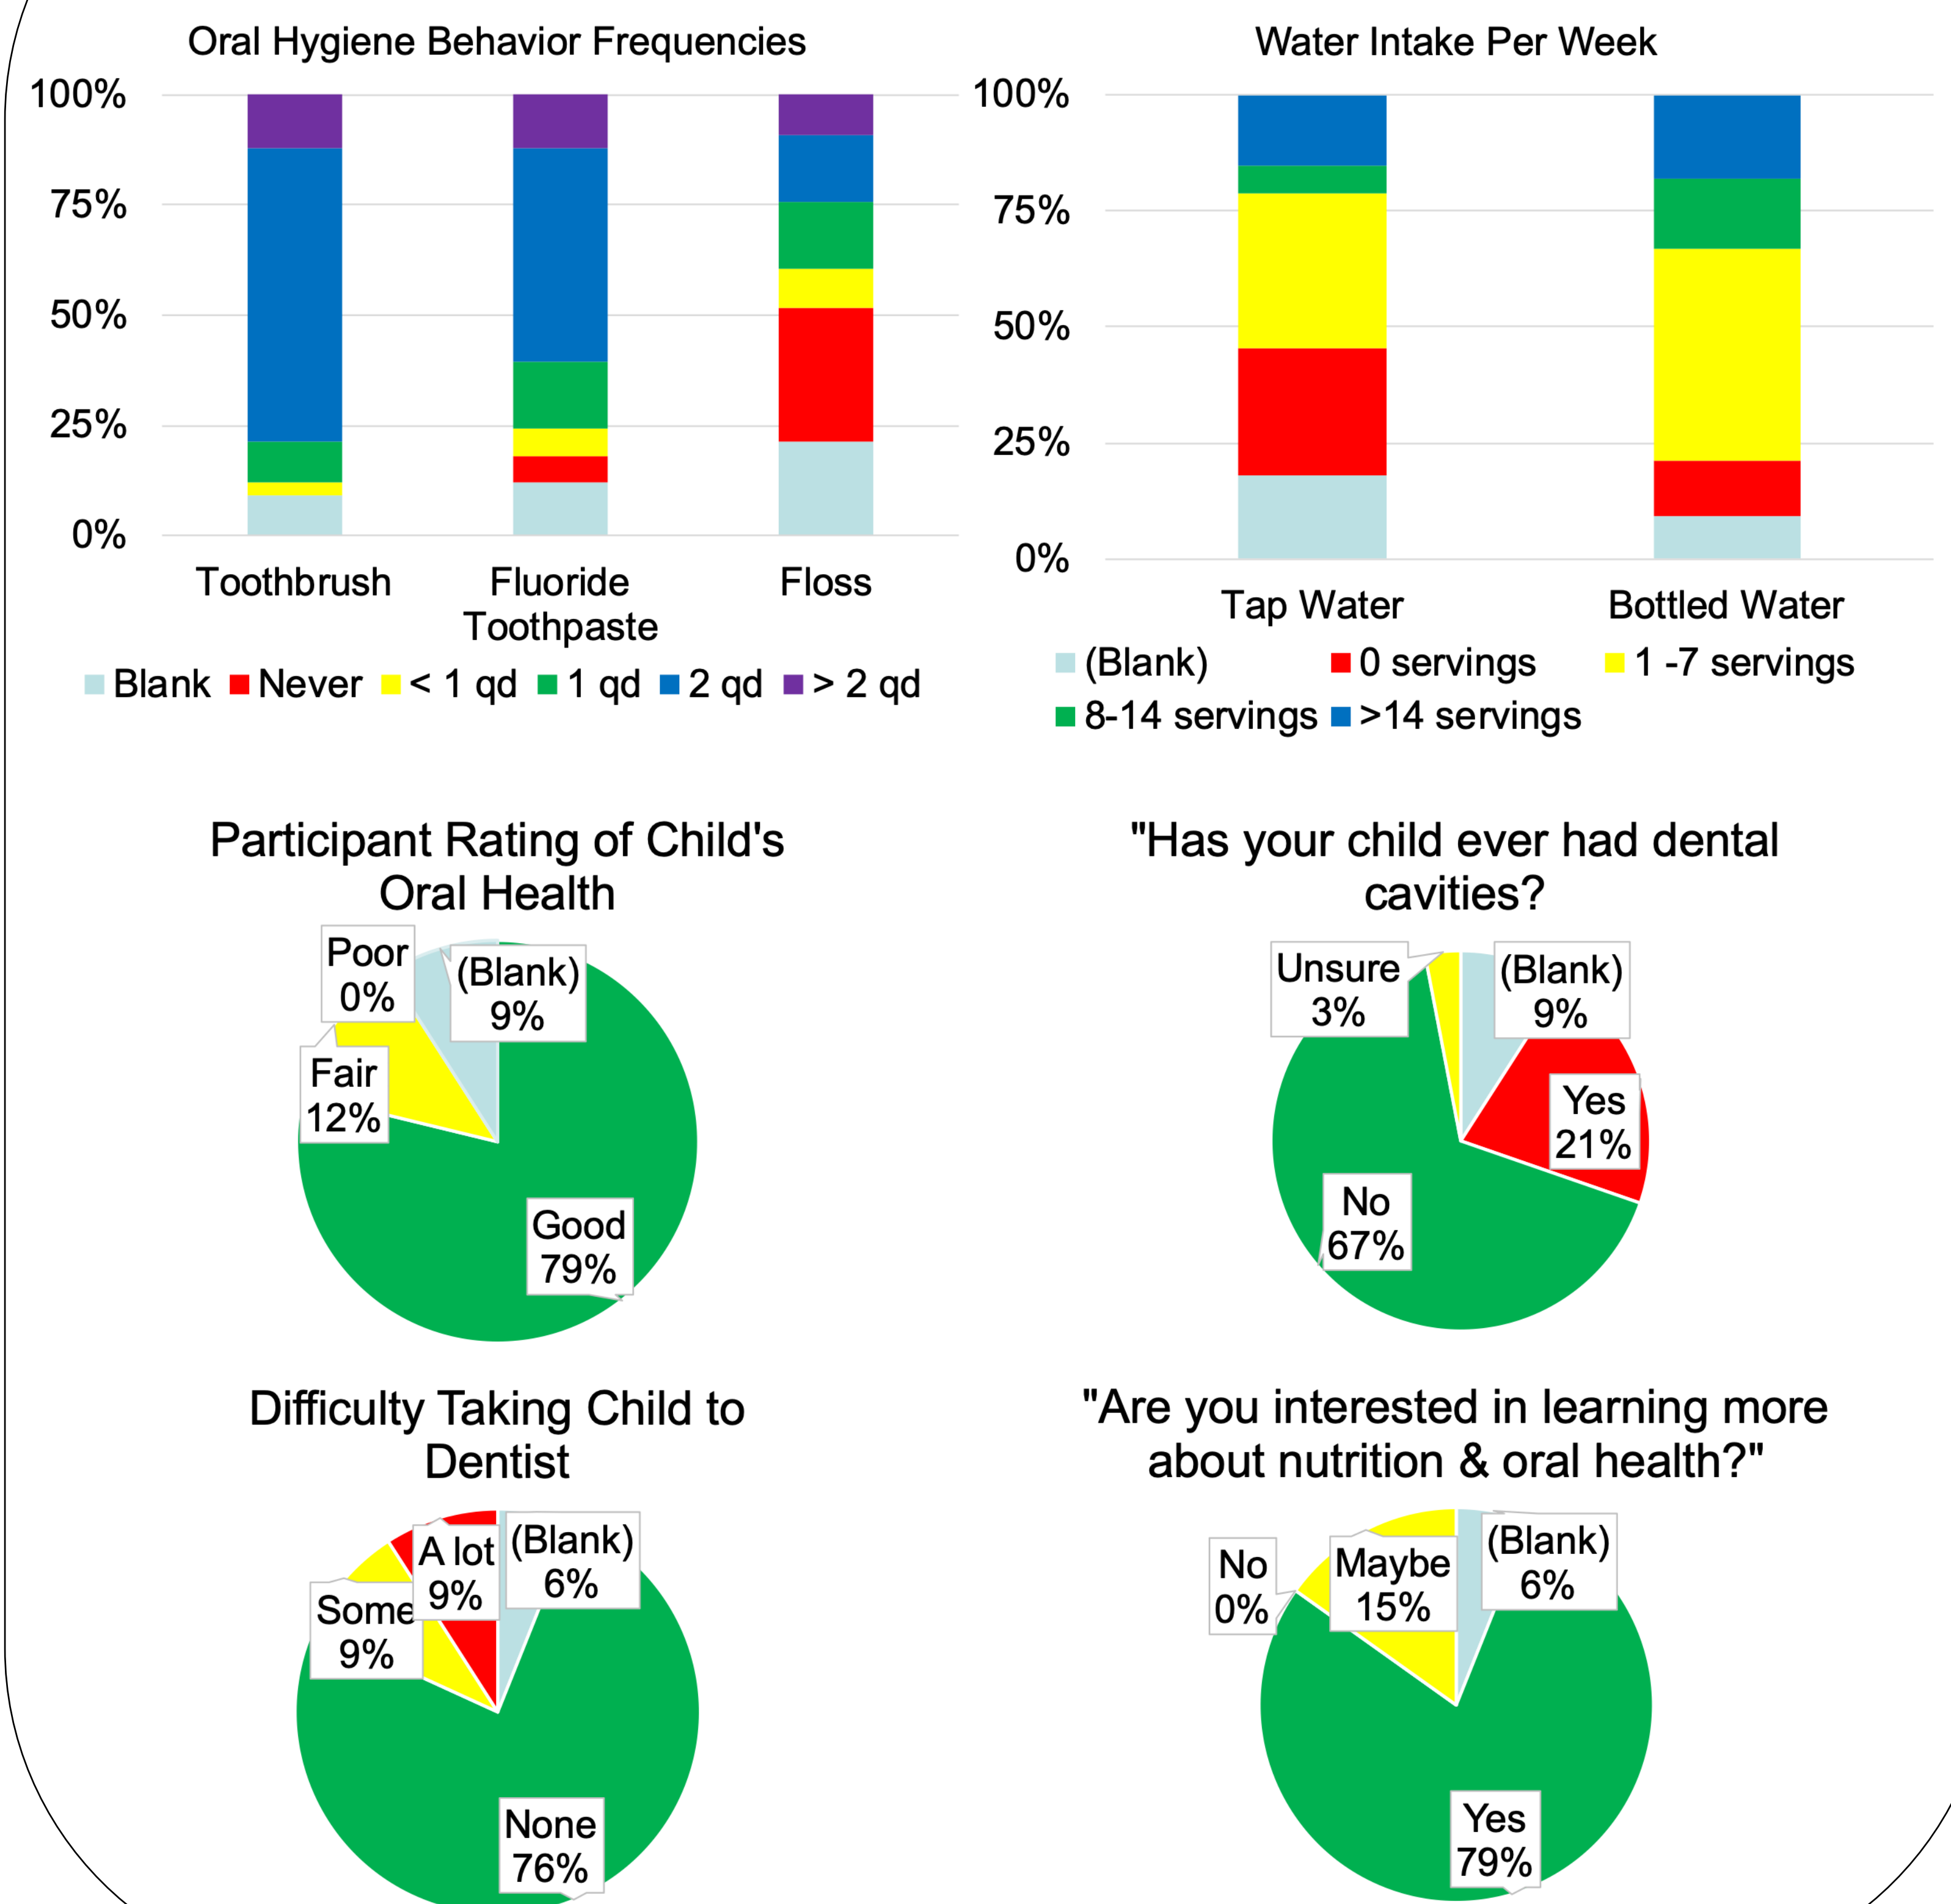 Oral Hygiene Behavior Frequencies
100%
75%
50%
25%
0%
Toothbrush
Fluoride
Toothpaste
Floss
Blank Never < 1 qd 1 qd 2 qd > 2 qd
Water Intake Per Week
100%
75%
50%
25%
0%
Tap Water
Bottled Water
(Blank) 0 servings 1 -7 servings
8-14 servings >14 servings
Participant Rating of Child's
Oral Health
Poor
0%
(Blank)
9%
Fair
12%
Good
79%
"Has your child ever had dental
cavities?
Unsure
3%
(Blank)
9%
Yes
21%
No
67%
Difficulty Taking Child to
Dentist
A lot
9%
(Blank)
6%
Some
9%
None
76%
"Are you interested in learning more
about nutrition & oral health?"
No
0%
Maybe
15%
(Blank)
6%
Yes
79%